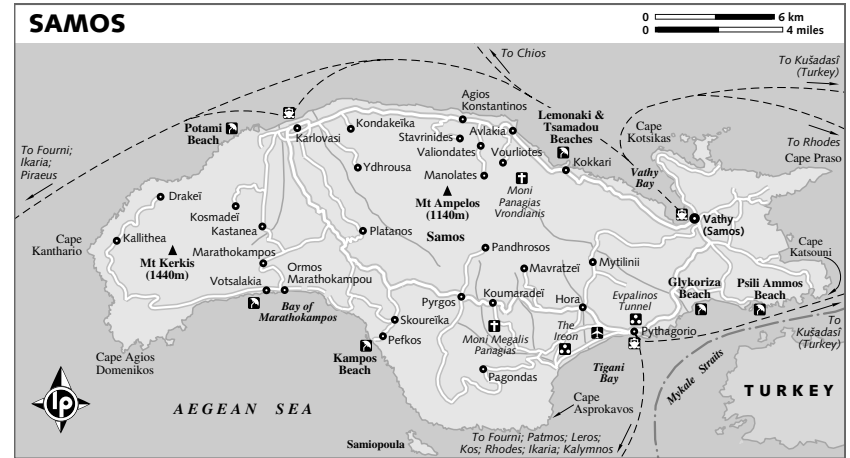 SAMOS
0 6 km
0 4 miles
To Chios
To Kuşadasî
(Turkey)
Agios
Konstantinos
Lemonaki &
Tsamadou
Beaches
Potami
Beach
Karlovasi
Kondakeïka
Stavrinides
Avlakia
Valiondates
Vourliotes
Kokkari
Cape
Kotsikas
To Rhodes
Cape Praso
To Fourni;
Ikaria;
Piraeus
Ydhrousa
Manolates
Moni
Panagias
Vrondianis
Vathy
Bay
Drakeï
Mt Ampelos
(1140m)
Kosmadeï
Kastanea
Platanos
Samos
Vathy
(Samos)
Cape
Kanthario
Kallithea
Mt Kerkis
(1440m)
Marathokampos
Pandhrosos
Cape
Katsouni
Votsalakia
Ormos
Marathokampou
Mavratzeï
Mytilinii
Glykoriza
Beach
Psili Ammos
Beach
Bay of
Marathokampos
Pyrgos
Koumaradeï
Hora
Evpalinos
Tunnel
Skoureïka
Pefkos
Moni Megalis
Panagias
The
Ireon
Pythagorio
To
Kuşadasî
(Turkey)
Cape Agios
Domenikos
Kampos
Beach
Pagondas
Tigani
Bay
Mykale Straits
TURKEY
lp
AEGEAN SEA
Cape
Asprokavos
Samiopoula
To Fourni; Patmos; Leros;
Kos; Rhodes; Ikaria; Kalymnos